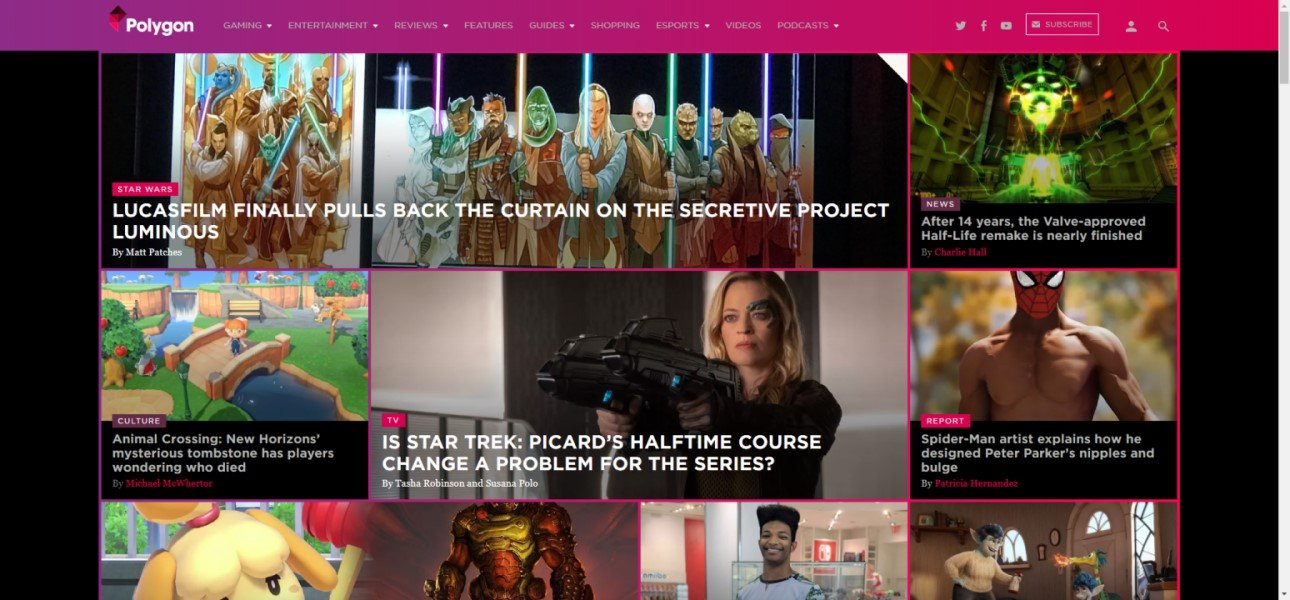 Polygon
GAMING ENTERTAINMENT REVIEWS FEATURES GUIDES SHOPPING ESPORTS VIDEOS PODCASTS
SUBSCRIBE
STAR WARS
LUCASFILM FINALLY PULLS BACK THE CURTAIN ON THE SECRETIVE PROJECT
LUMINOUS
By Matt Patches
NEWS
After 14 years, the Valve-approved
Half-Life remake is nearly finished
By Charlie Hall
CULTURE
Animal Crossing: New Horizons’
mysterious tombstone has players
wondering who died
By Michael McWhertor
TV
IS STAR TREK: PICARD’S HALFTIME COURSE
CHANGE A PROBLEM FOR THE SERIES?
By Tasha Robinson and Susana Polo
REPORT
Spider-Man artist explains how he
designed Peter Parker’s nipples and
bulge
By Patricia Hernandez
amiibo